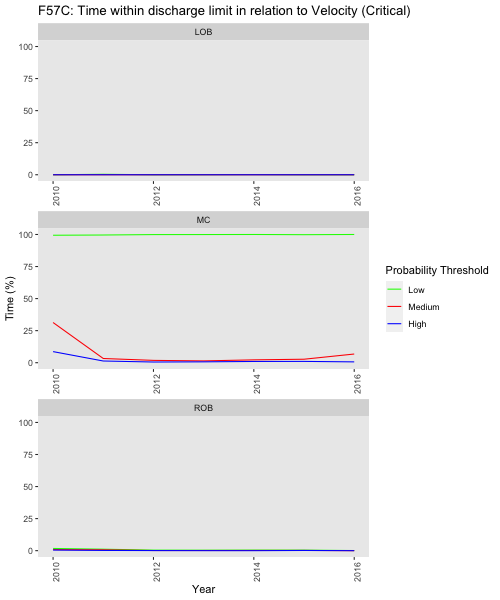 F57C: Time within discharge limit in relation to Velocity (Critical)
LOB
100
75
50
25
0
2010
2012
2014
2016
MC
100
75
50
25
0
2010
2012
2014
2016
ROB
100
75
50
25
0
2010
2012
2014
2016
Time (%)
Year
Probability Threshold
Low
Medium
High